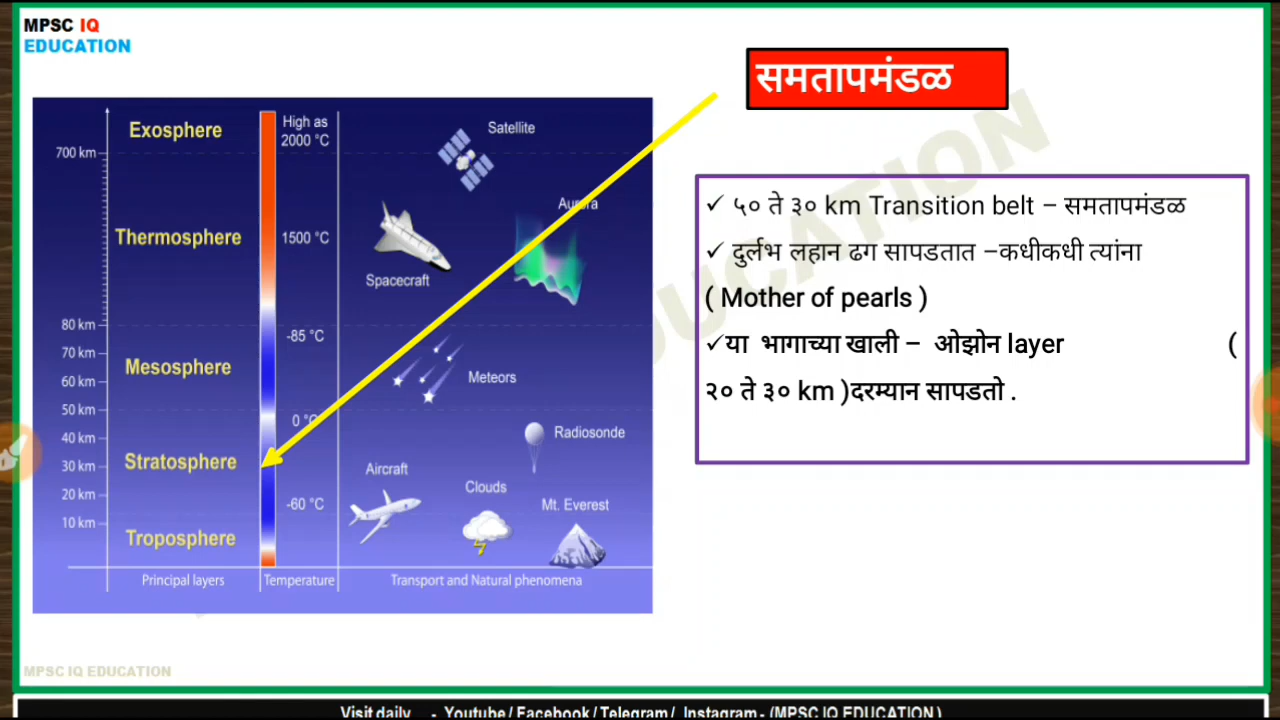 MPSC IQ
EDUCATION
समतापमंडळ
Exosphere
High as
2000 °C
Satellite
700 km
Aurora
Thermosphere
1500 °C
Spacecraft
80 km
-85 °C
70 km
Mesosphere
Meteors
60 km
50 km
0 °C
40 km
Radiosonde
Stratosphere
30 km
Aircraft
Clouds
20 km
-60 °C
Mt. Everest
10 km
Troposphere
Principal layers
Temperature
Transport and Natural phenomena
✓ ५० ते ३० km Transition belt – समतापमंडळ
✓ दुर्लभ लहान ढग सापडतात –कधीकधी त्यांना
( Mother of pearls )
✓या भागाच्या खाली – ओझोन layer (
२० ते ३० km )दरम्यान सापडतो .
EDUCATION
MPSC IQ EDUCATION
Visit daily - Youtube / Facebook / Telegram / Instagram - (MPSC IQ EDUCATION )